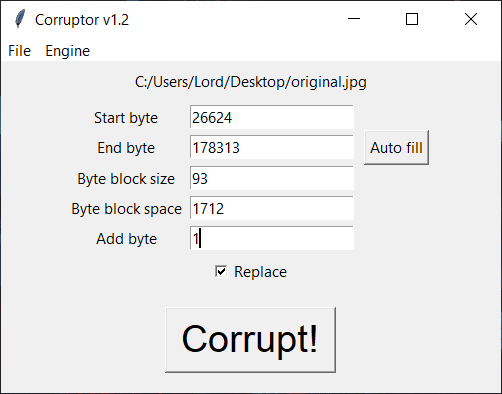 Corruptor v1.2
File Engine
C:/Users/Lord/Desktop/original.jpg
Start byte 26624
End byte 178313 Auto fill
Byte block size 93
Byte block space 1712
Add byte 1
Replace
Corrupt!